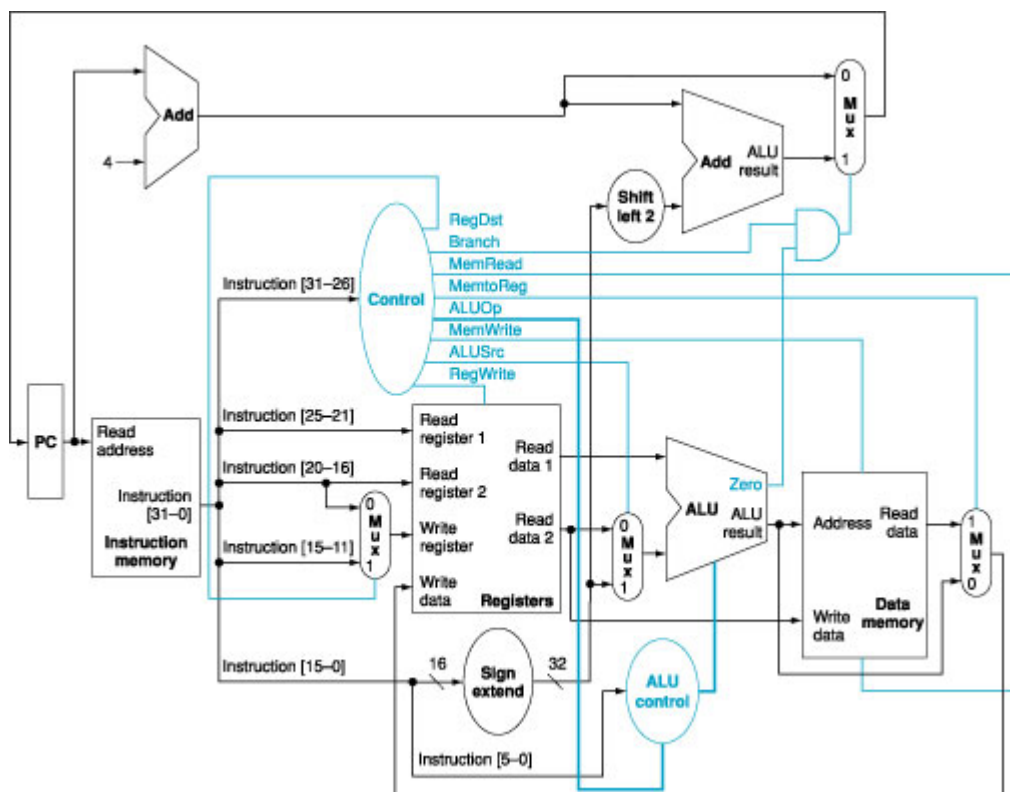 Add
4
Add
ALU
result
0
Mux
1
Shift
left 2
RegDst
Branch
MemRead
MemtoReg
ALUOp
MemWrite
ALUSrc
RegWrite
Control
Instruction [31–26]
Instruction [25–21]
Instruction [20–16]
Instruction [15–11]
Instruction [15–0]
Instruction [5–0]
PC
Read
address
Instruction
[31–0]
Instruction
memory
0
Mux
1
Read
register 1
Read
register 2
Write
register
Write
data
Read
data 1
Read
data 2
Registers
0
Mux
1
Zero
ALU
ALU
result
Address
Read
data
Write
data
Data
memory
1
Mux
0
16
Sign
extend
32
ALU
control